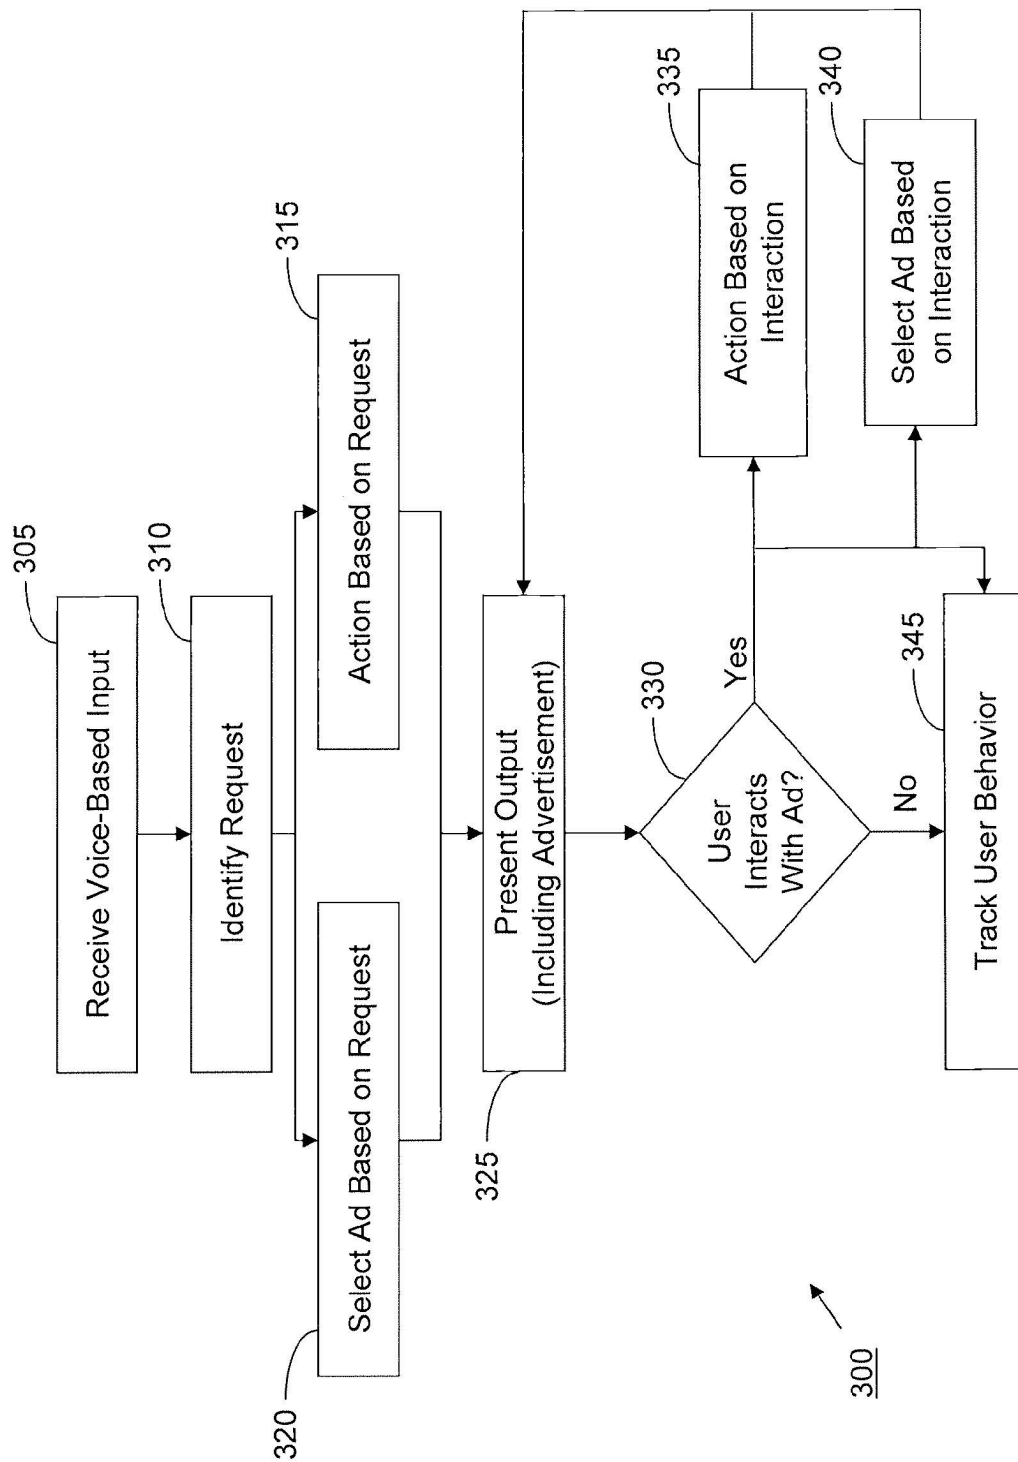 305
Receive Voice-Based Input
310
Identify Request
315
Action Based on Request
320
Select Ad Based on Request
325
Present Output
(Including Advertisement)
330
User
Interacts
With Ad?
Yes
No
335
Action Based on
Interaction
340
Select Ad Based
on Interaction
345
Track User Behavior
300